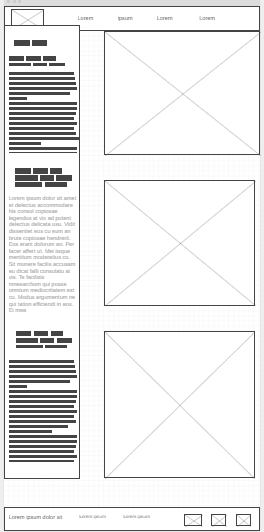 Lorem Ipsum Lorem Lorem
Lorem ipsum dolor sit amet
ei delectus accommodare
his consul copiosae
legendos at vix ad putent
delectus delicata usu. Vidit
dissentiet eos cu eum an
brute copiosae hendrerit.
Eos erant dolorum an. Per
facer affert ut. Mei iisque
mentitum moderatius cu.
Sit munere facilis accusam
eu dicat falli consulatu at
vis. Te facilisis
mnesarchum qui posse
omnium mediocritatem est
cu. Modus argumentum ne
qui tation efficiendi in eos.
Ei mea
Lorem ipsum dolor sit Lorem ipsum Lorem ipsum